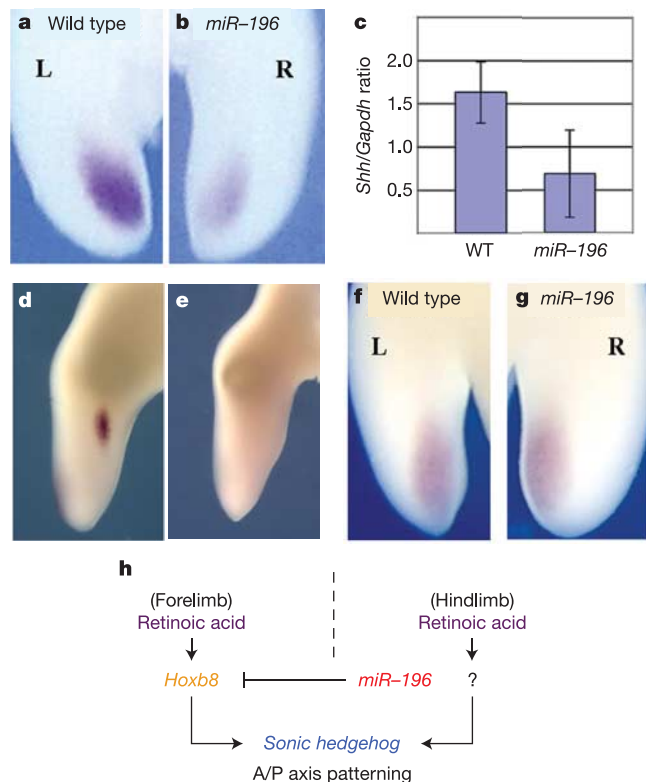 a Wild type
L
b miR–196
R
c
Shh/Gapdh ratio
2.0
1.5
1.0
0.5
WT miR–196
d
e
f Wild type
L
g miR–196
R
h
(Forelimb) (Hindlimb)
Retinoic acid Retinoic acid
Hoxb8 miR–196 ?
Sonic hedgehog
A/P axis patterning